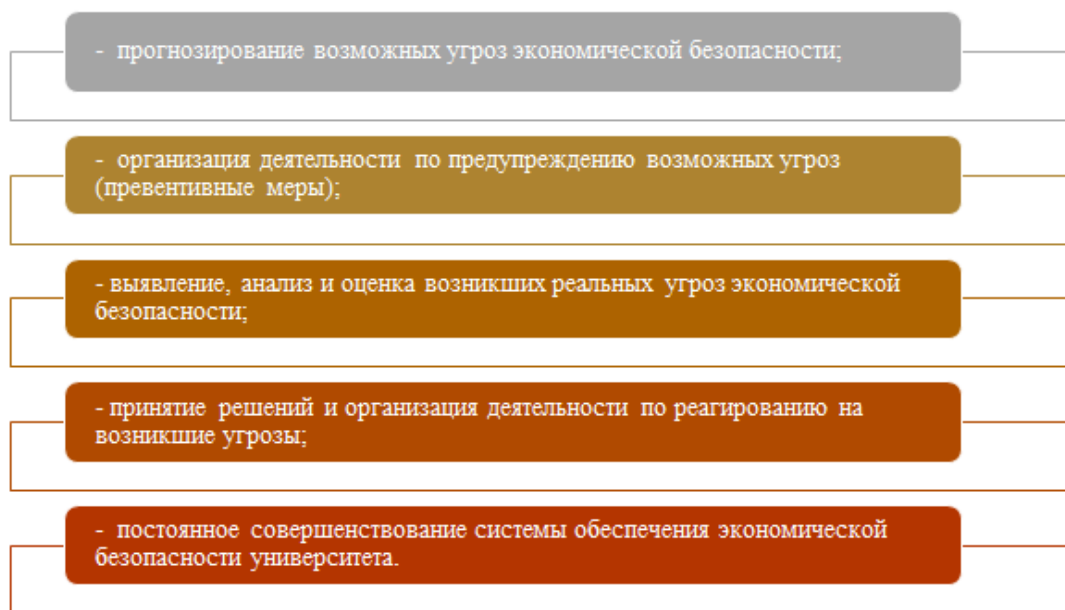 - прогнозирование возможных угроз экономической безопасности;
- организация деятельности по предупреждению возможных угроз
(превентивные меры);
- выявление, анализ и оценка возникших реальных угроз экономической
безопасности;
- принятие решений и организация деятельности по реагированию на
возникшие угрозы;
- постоянное совершенствование системы обеспечения экономической
безопасности университета.